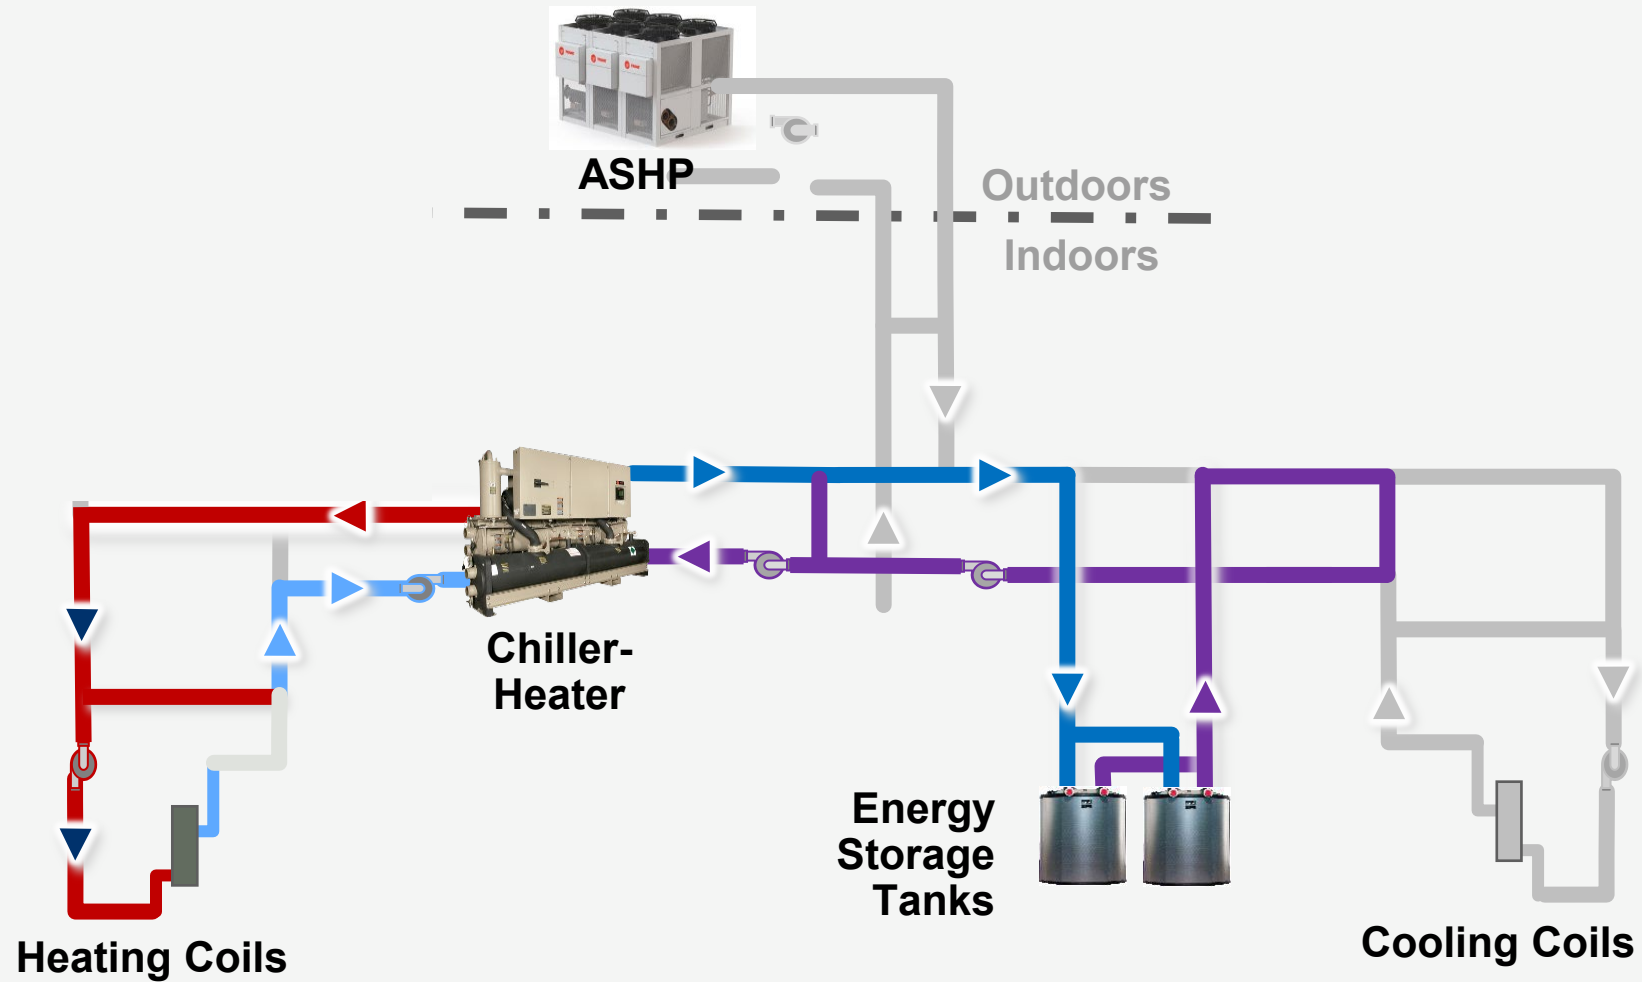 ASHP
Outdoors
Indoors
Chiller-
Heater
Energy
Storage
Tanks
Heating Coils
Cooling Coils